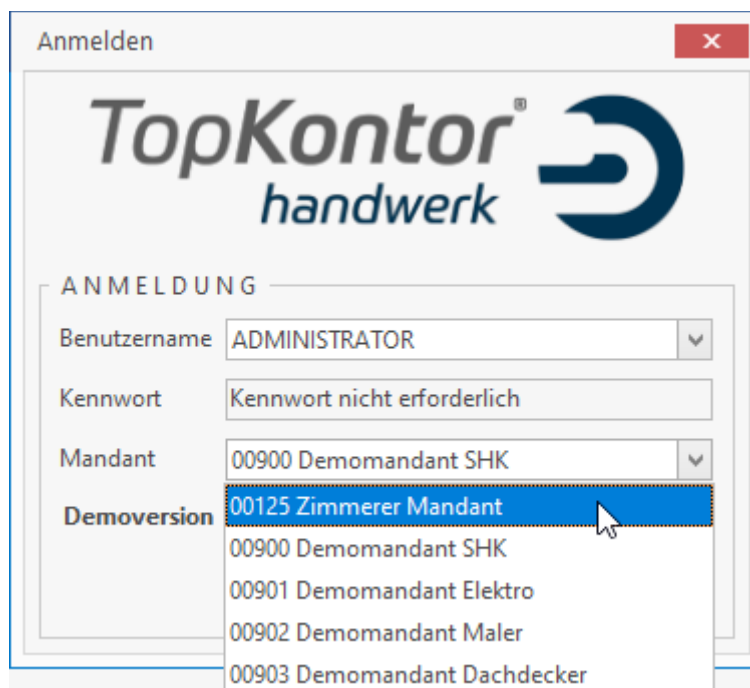 Anmelden
TopKontor®
handwerk
ANMELDUNG
Benutzername ADMINISTRATOR
Kennwort Kennwort nicht erforderlich
Mandant 00900 Demomandant SHK
Demoversion 00125 Zimmerer Mandant
00900 Demomandant SHK
00901 Demomandant Elektro
00902 Demomandant Maler
00903 Demomandant Dachdecker